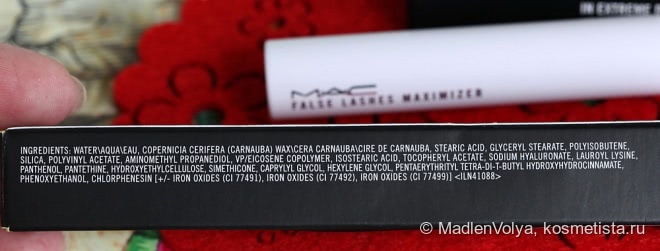 IN EXTREME
MAC
FALSE LASHES MAXIMIZER
INGREDIENTS: WATER\AQUA\EAU, COPERNICIA CERIFERA (CARNAUBA) WAX\CERA CARNAUBA\CIRE DE CARNAUBA, STEARIC ACID, GLYCERYL STEARATE, POLYISOBUTENE,
SILICA, POLYVINYL ACETATE, AMINOMETHYL PROPANEDIOL, VP/EICOSENE COPOLYMER, ISOSTEARIC ACID, TOCOPHERYL ACETATE, SODIUM HYALURONATE, LAUROYL LYSINE,
PANTHENOL, PANTETHINE, HYDROXYETHYLCELLULOSE, SIMETHICONE, CAPRYLYL GLYCOL, HEXYLENE GLYCOL, PENTAERYTHRITYL TETRA-DI-T-BUTYL HYDROXYHYDROCINNAMATE,
PHENOXYETHANOL, CHLORPHENESIN [+/- IRON OXIDES (CI 77491), IRON OXIDES (CI 77492), IRON OXIDES (CI 77499)] <ILN41088>
© MadlenVolya, kosmetista.ru